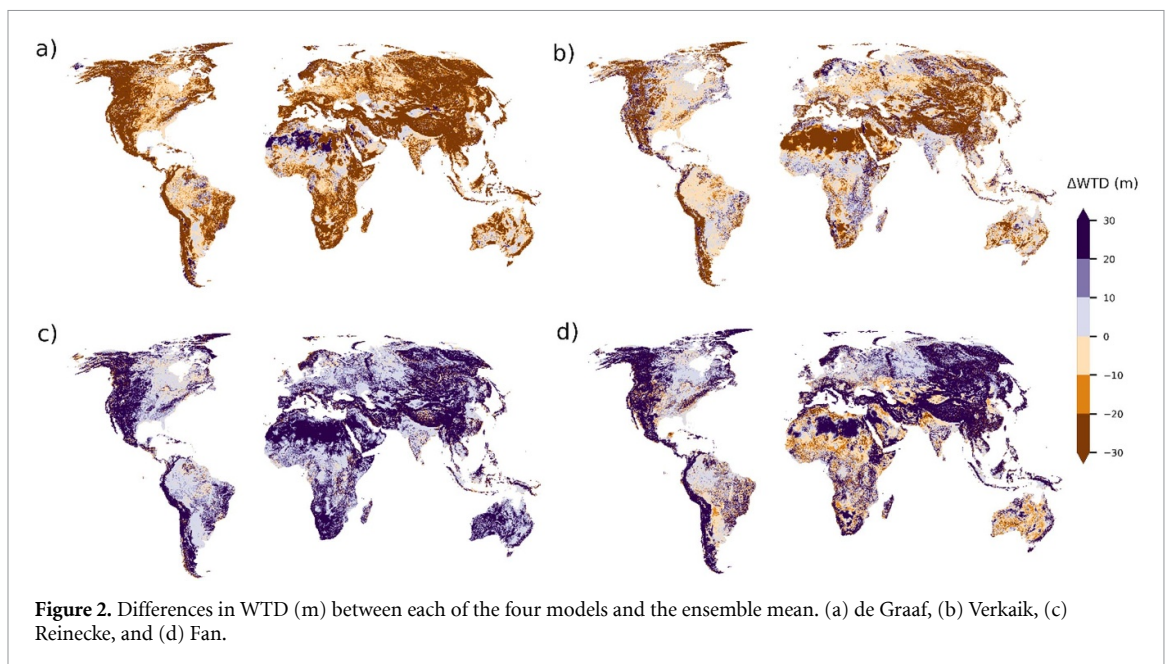 a)
b)
ΔWTD (m)
30
20
10
0
−10
−20
−30
c)
d)
Figure 2. Differences in WTD (m) between each of the four models and the ensemble mean. (a) de Graaf, (b) Verkaik, (c)
Reinecke, and (d) Fan.